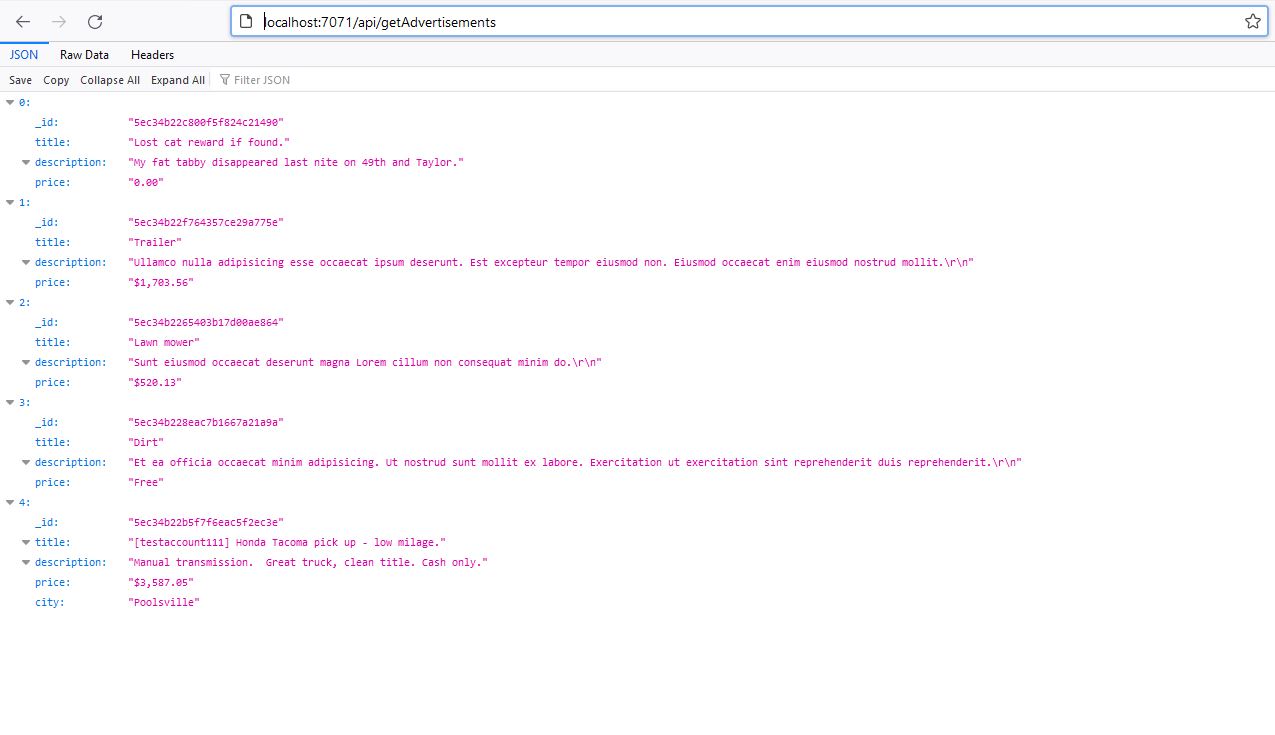 localhost:7071/api/getAdvertisements
JSON Raw Data Headers
Save Copy Collapse All Expand All Filter JSON
0:
_id: "5ec34b22c800f5f824c21490"
title: "Lost cat reward if found."
description: "My fat tabby disappeared last nite on 49th and Taylor."
price: "0.00"
1:
_id: "5ec34b22f764357ce29a775e"
title: "Trailer"
description: "Ullamco nulla adipisicing esse occaecat ipsum deserunt. Est excepteur tempor eiusmod non. Eiusmod occaecat enim eiusmod nostrud mollit.\r\n"
price: "$1,703.56"
2:
_id: "5ec34b2265403b17d00ae864"
title: "Lawn mower"
description: "Sunt eiusmod occaecat deserunt magna Lorem cillum non consequat minim do.\r\n"
price: "$520.13"
3:
_id: "5ec34b228eac7b1667a21a9a"
title: "Dirt"
description: "Et ea officia occaecat minim adipisicing. Ut nostrud sunt mollit ex labore. Exercitation ut exercitation sint reprehenderit duis reprehenderit.\r\n"
price: "Free"
4:
_id: "5ec34b22b5f7f6eac5f2ec3e"
title: "[testaccount111] Honda Tacoma pick up - low milage."
description: "Manual transmission.  Great truck, clean title. Cash only."
price: "$3,587.05"
city: "Poolsville"